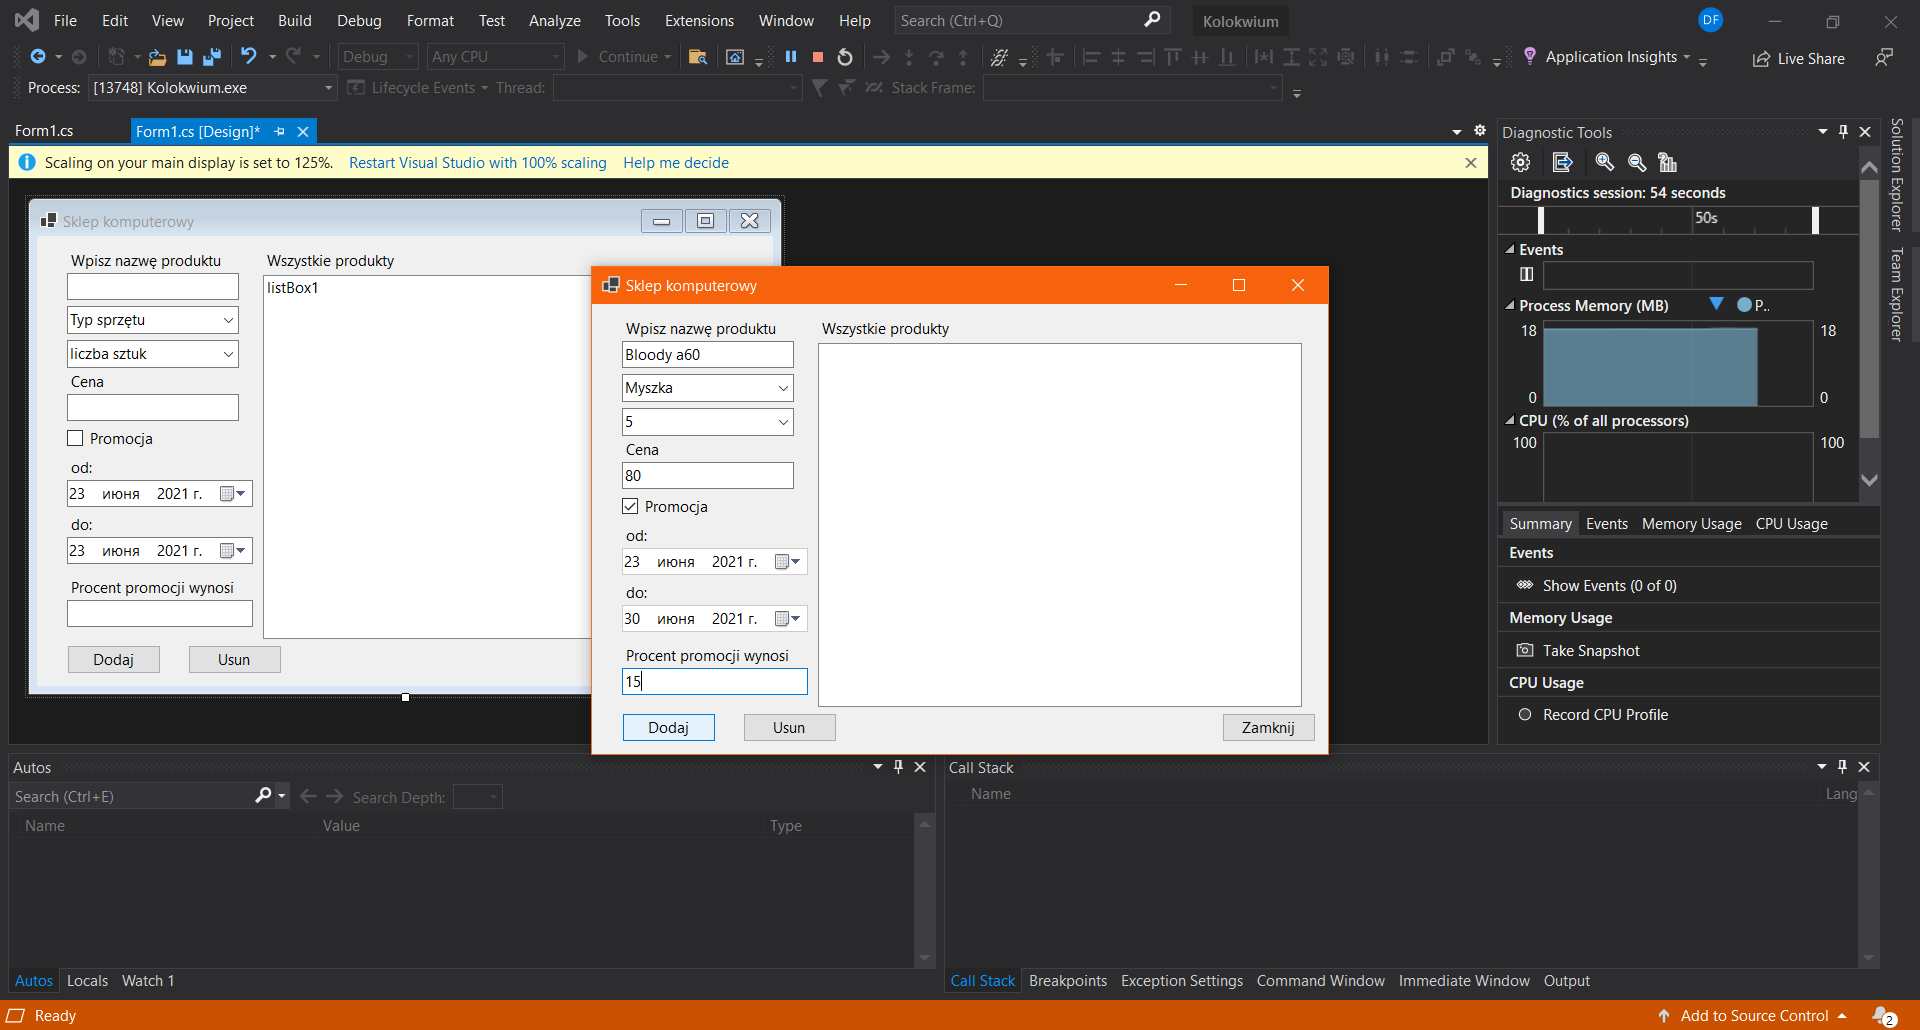 File Edit View Project Build Debug Format Test Analyze Tools Extensions Window Help Search (Ctrl+Q) Kolokwium DF
Debug Any CPU Continue Application Insights Live Share
Process: [13748] Kolokwium.exe Lifecycle Events Thread: Stack Frame:
Form1.cs Form1.cs [Design]*
Scaling on your main display is set to 125%. Restart Visual Studio with 100% scaling Help me decide
Sklep komputerowy
Wpisz nazwę produktu
Wszystkie produkty
listBox1
Typ sprzętu
liczba sztuk
Cena
Promocja
od:
23 июня 2021 г.
do:
23 июня 2021 г.
Procent promocji wynosi
Dodaj Usun
Sklep komputerowy
Wpisz nazwę produktu
Wszystkie produkty
Bloody a60
Myszka
5
Cena
80
Promocja
od:
23 июня 2021 г.
do:
30 июня 2021 г.
Procent promocji wynosi
15
Dodaj Usun Zamknij
Diagnostic Tools
Diagnostics session: 54 seconds
50s
Events
Process Memory (MB) P..
18 18
0 0
CPU (% of all processors)
100 100
Summary Events Memory Usage CPU Usage
Events
Show Events (0 of 0)
Memory Usage
Take Snapshot
CPU Usage
Record CPU Profile
Solution Explorer
Team Explorer
Autos
Search (Ctrl+E) Search Depth:
Name Value Type
Autos Locals Watch 1
Call Stack
Name Lang
Call Stack Breakpoints Exception Settings Command Window Immediate Window Output
Ready Add to Source Control 2